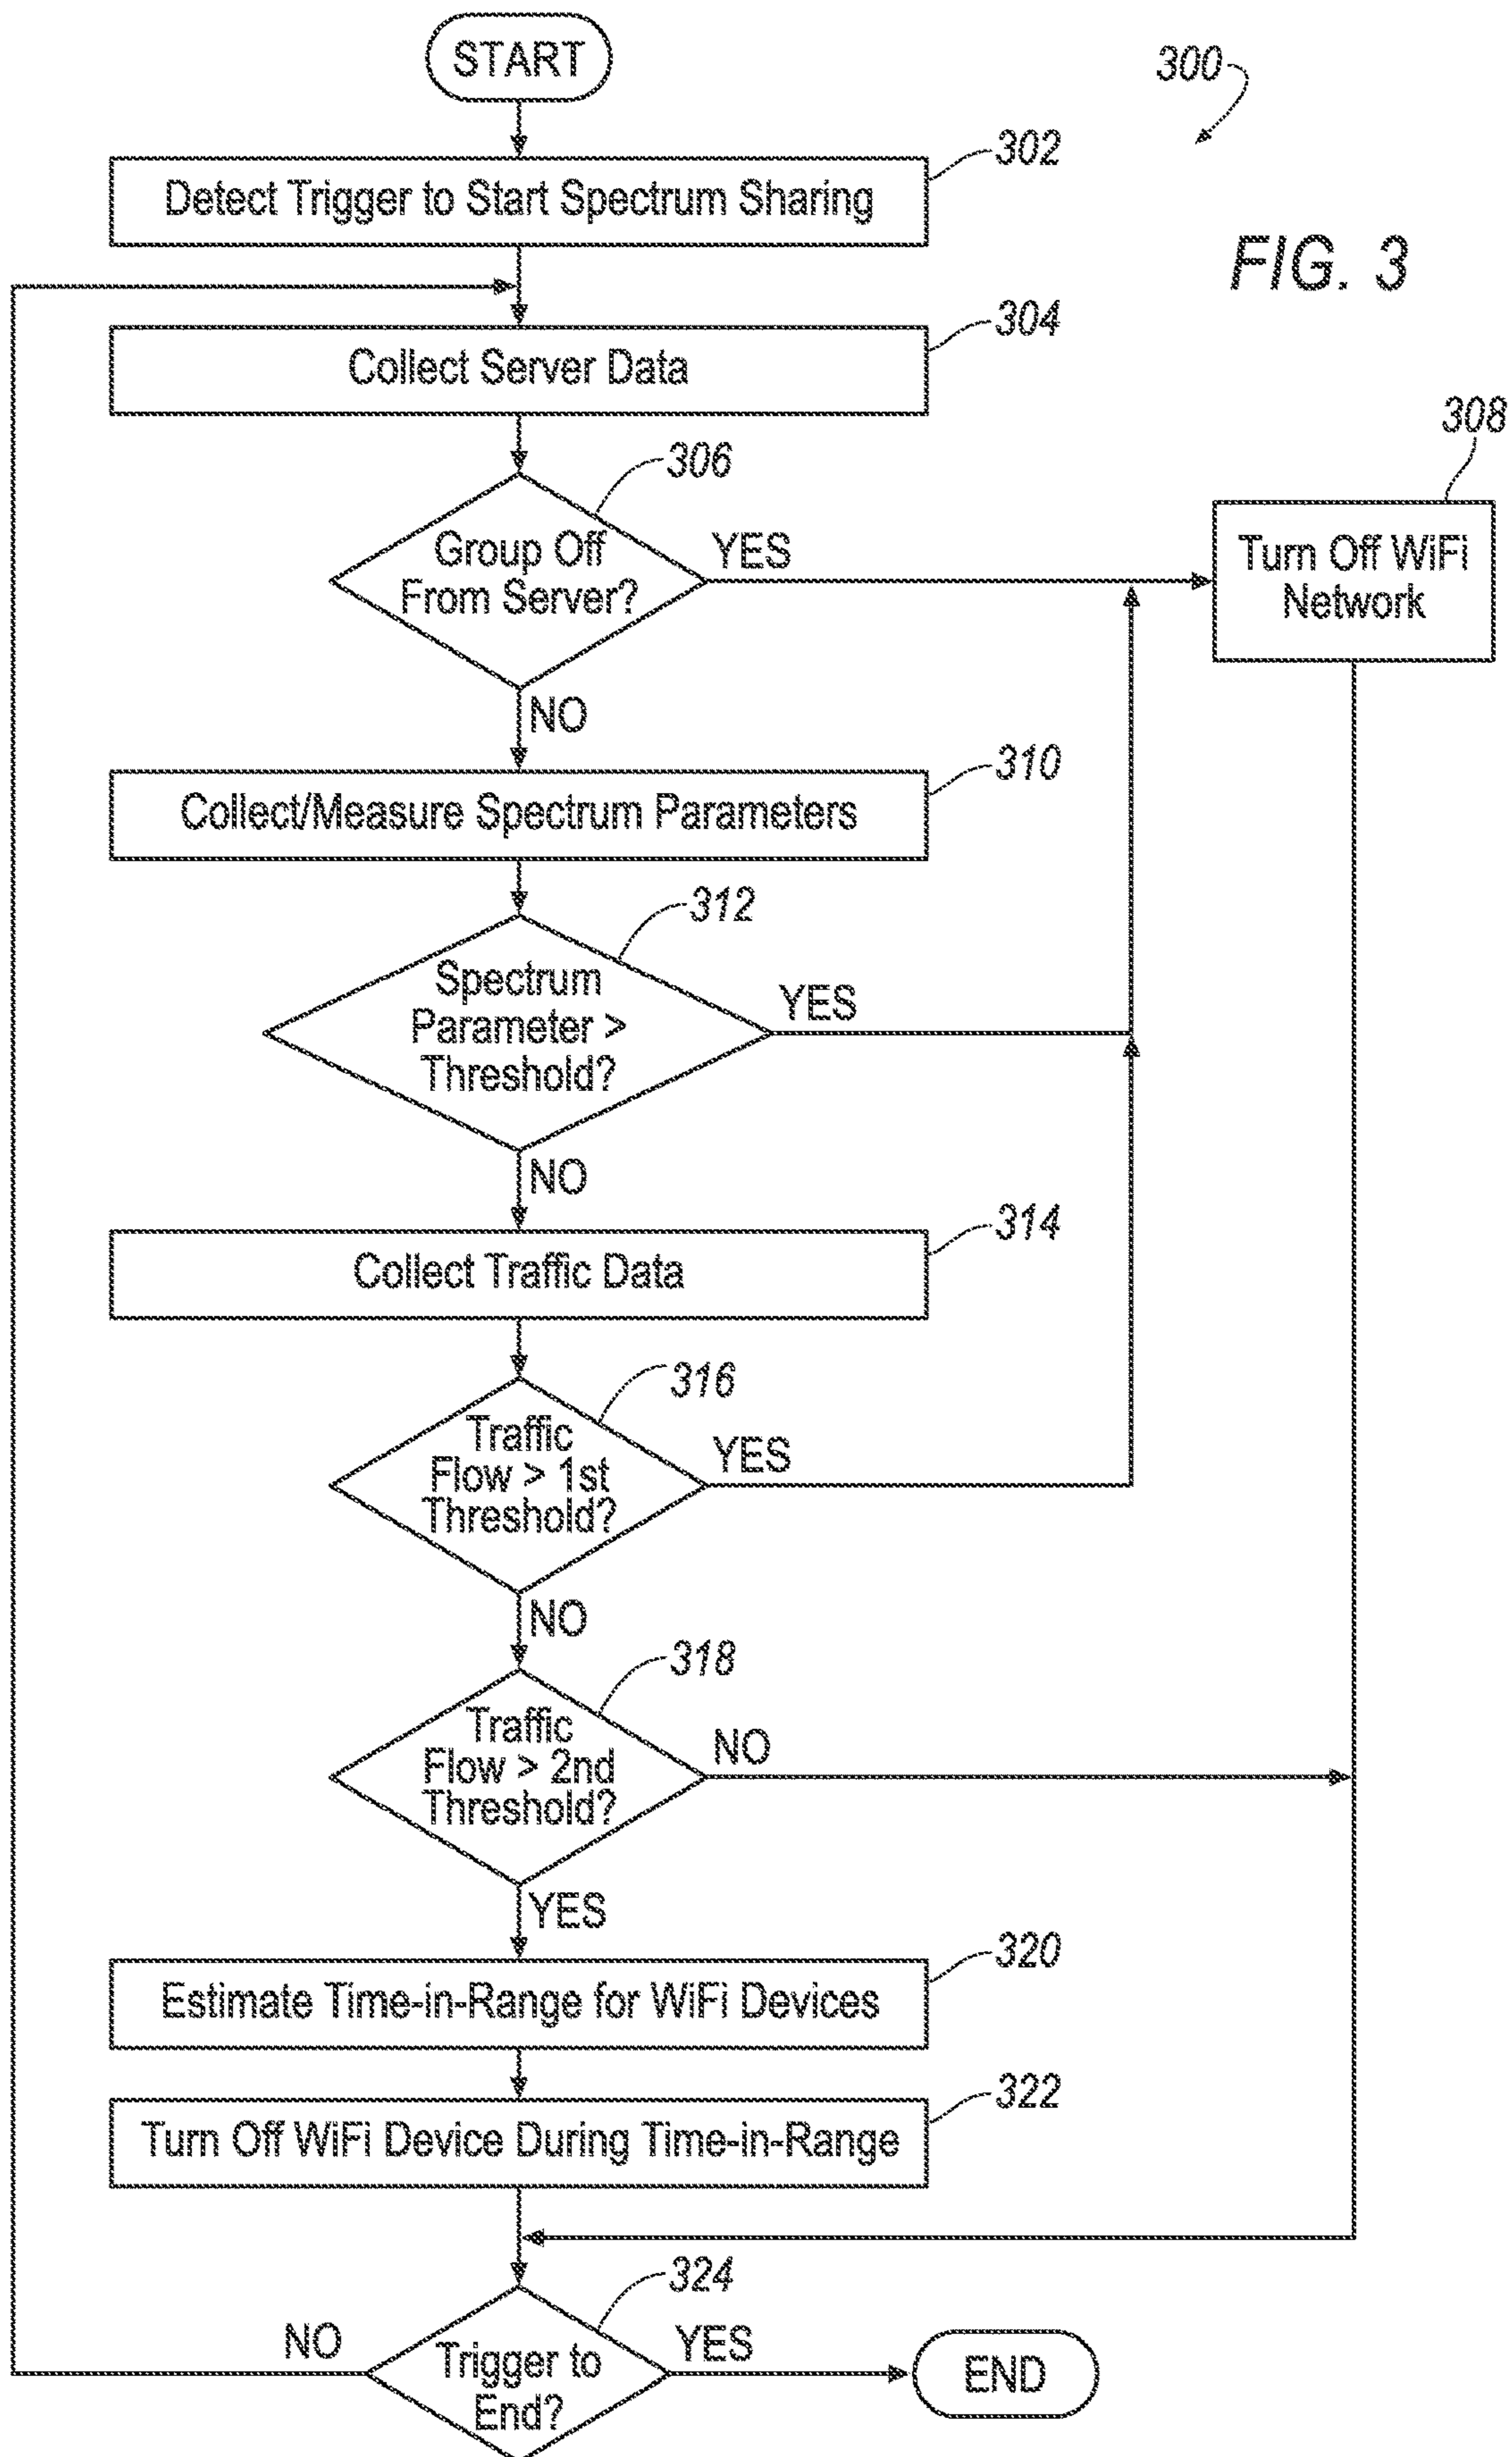 START
300
302
Detect Trigger to Start Spectrum Sharing
FIG. 3
304
Collect Server Data
308
306
Group Off
From Server?
YES
Turn Off WiFi
Network
NO
310
Collect/Measure Spectrum Parameters
312
Spectrum
Parameter >
Threshold?
YES
NO
314
Collect Traffic Data
316
Traffic
Flow > 1st
Threshold?
YES
NO
318
Traffic
Flow > 2nd
Threshold?
NO
YES
320
Estimate Time-in-Range for WiFi Devices
322
Turn Off WiFi Device During Time-in-Range
324
NO
Trigger to
End?
YES
END